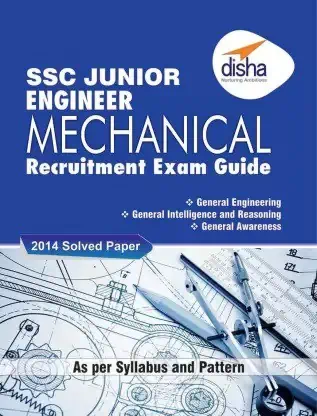 disha
Nurturing Ambitions
SSC JUNIOR
ENGINEER
MECHANICAL
Recruitment Exam Guide
❖ General Engineering
❖ General Intelligence and Reasoning
❖ General Awareness
2014 Solved Paper
As per Syllabus and Pattern